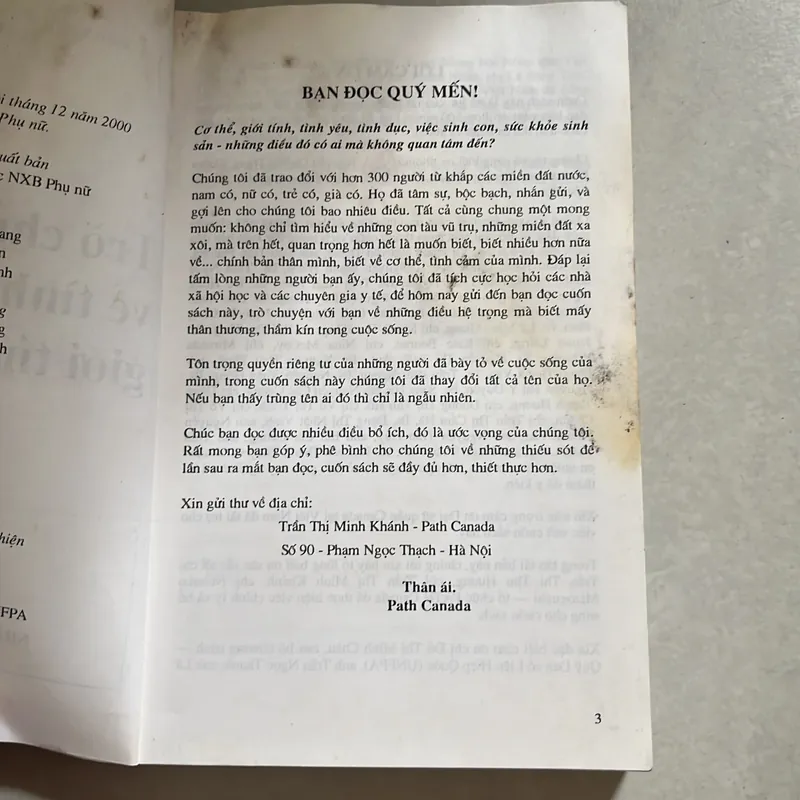 i tháng 12 năm 2000
Phụ nữ.
uất bản
c NXB Phụ nữ
ang
n
nh
g
g
h
hiện
FPA
BẠN ĐỌC QUÝ MẾN!
Cơ thể, giới tính, tình yêu, tình dục, việc sinh con, sức khỏe sinh
sản - những điều đó có ai mà không quan tâm đến?
Chúng tôi đã trao đổi với hơn 300 người từ khắp các miền đất nước,
nam có, nữ có, trẻ có, già có. Họ đã tâm sự, bộc bạch, nhắn gửi, và
gợi lên cho chúng tôi bao nhiêu điều. Tất cả cùng chung một mong
muốn: không chỉ tìm hiểu về những con tàu vũ trụ, những miền đất xa
xôi, mà trên hết, quan trọng hơn hết là muốn biết, biết nhiều hơn nữa
về... chính bản thân mình, biết về cơ thể, tình cảm của mình. Đáp lại
tấm lòng những người bạn ấy, chúng tôi đã tích cực học hỏi các nhà
xã hội học và các chuyên gia y tế, để hôm nay gửi đến bạn đọc cuốn
sách này, trò chuyện với bạn về những điều hệ trọng mà biết mấy
thân thương, thầm kín trong cuộc sống.
Tôn trọng quyền riêng tư của những người đã bày tỏ về cuộc sống của
mình, trong cuốn sách này chúng tôi đã thay đổi tất cả tên của họ.
Nếu bạn thấy trùng tên ai đó thì chỉ là ngẫu nhiên.
Chúc bạn đọc được nhiều điều bổ ích, đó là ước vọng của chúng tôi.
Rất mong bạn góp ý, phê bình cho chúng tôi về những thiếu sót để
lần sau ra mắt bạn đọc, cuốn sách sẽ đầy đủ hơn, thiết thực hơn.
Xin gửi thư về địa chỉ:
Trần Thị Minh Khánh - Path Canada
Số 90 - Phạm Ngọc Thạch - Hà Nội
Thân ái.
Path Canada
3